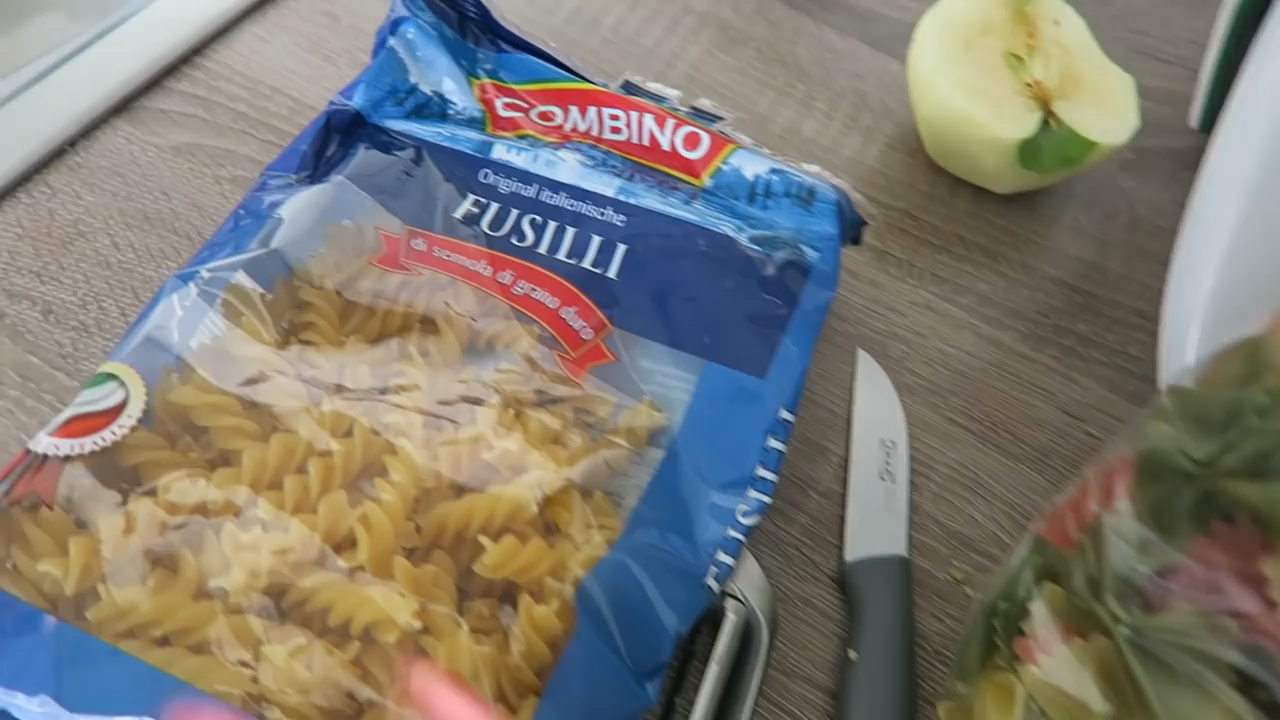 COMBINO
Original italienische
FUSILLI
di semola di grano duro
FUSILLI